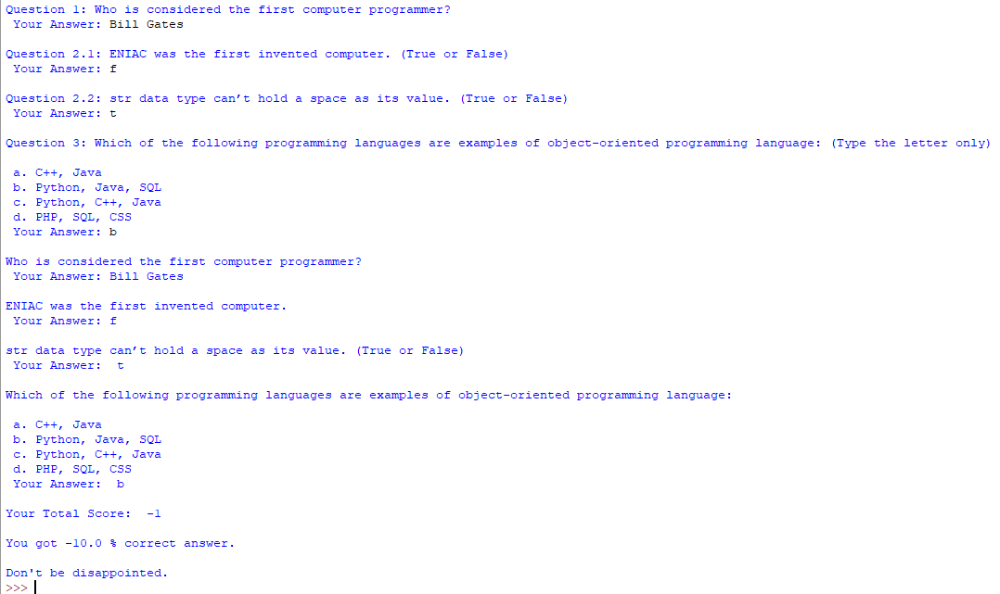 Question 1: Who is considered the first computer programmer?
Your Answer: Bill Gates
Question 2.1: ENIAC was the first invented computer. (True or False)
Your Answer: f
Question 2.2: str data type can’t hold a space as its value. (True or False)
Your Answer: t
Question 3: Which of the following programming languages are examples of object-oriented programming language: (Type the letter only)
a. C++, Java
b. Python, Java, SQL
c. Python, C++, Java
d. PHP, SQL, CSS
Your Answer: b
Who is considered the first computer programmer?
Your Answer: Bill Gates
ENIAC was the first invented computer.
Your Answer: f
str data type can’t hold a space as its value. (True or False)
Your Answer:  t
Which of the following programming languages are examples of object-oriented programming language:
a. C++, Java
b. Python, Java, SQL
c. Python, C++, Java
d. PHP, SQL, CSS
Your Answer:  b
Your Total Score:  -1
You got -10.0 % correct answer.
Don't be disappointed.
>>>